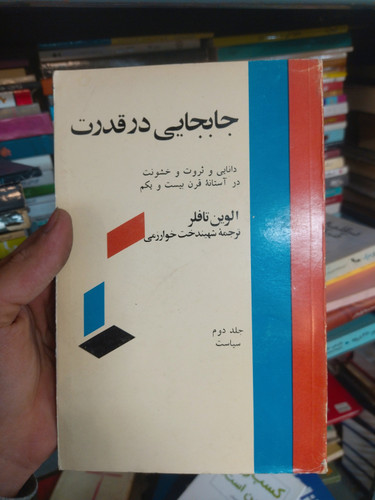 جابجایی در قدرت
دانایی و ثروت و خشونت
در آستانهٔ قرن بیست و یکم
الوین تافلر
ترجمهٔ شهیندخت خوارزمی
جلد دوم
سیاست
کسب